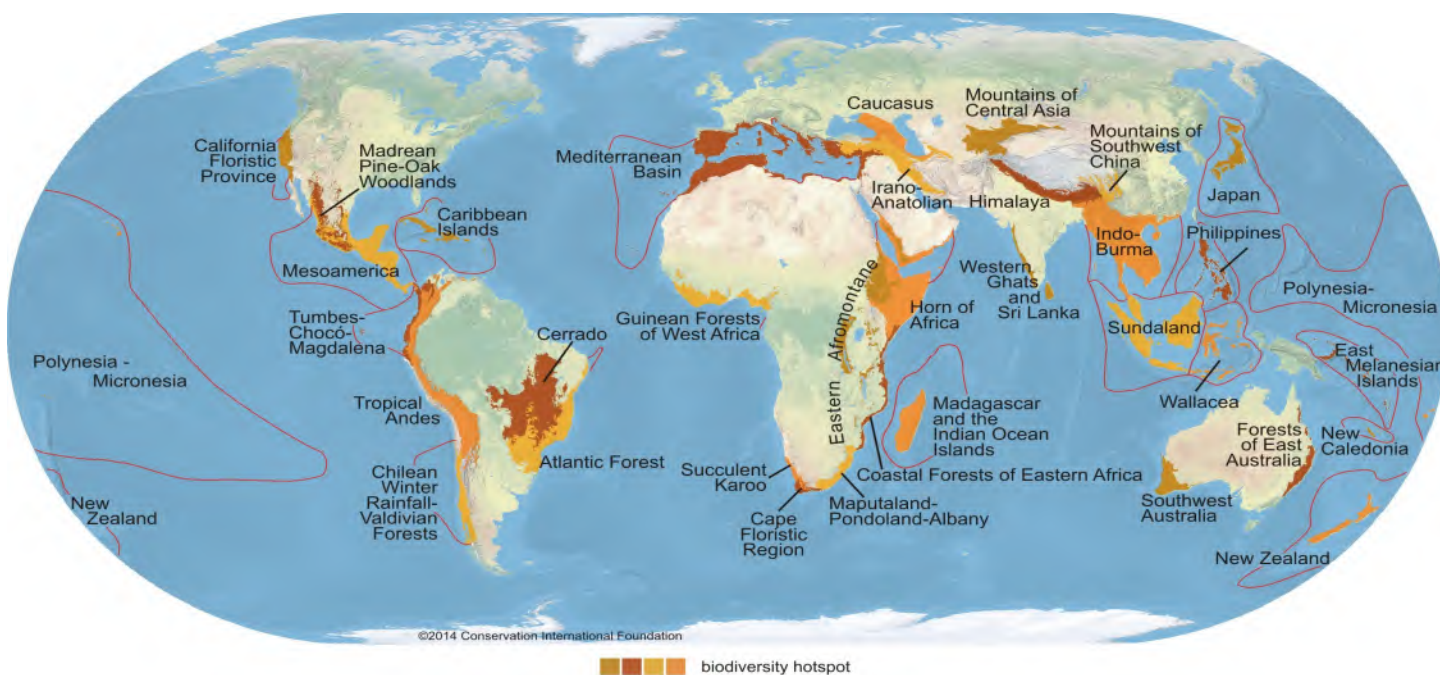 California
Floristic
Province
Madrean
Pine-Oak
Woodlands
Caribbean
Islands
Mesoamerica
Tumbes-
Chocó-
Magdalena
Cerrado
Polynesia -
Micronesia
Tropical
Andes
Atlantic Forest
Chilean
Winter
Rainfall-
Valdivian
Forests
New
Zealand
Mediterranean
Basin
Caucasus
Mountains of
Central Asia
Mountains of
Southwest
China
Irano-
Anatolian
Himalaya
Japan
Indo-
Burma
Philippines
Western
Ghats
and
Sri Lanka
Guinean Forests
of West Africa
Eastern Afromontane
Horn of
Africa
Sundaland
Polynesia-
Micronesia
East
Melanesian
Islands
Wallacea
Madagascar
and the
Indian Ocean
Islands
Coastal Forests of Eastern Africa
Succulent
Karoo
Cape
Floristic
Region
Maputaland-
Pondoland-Albany
Forests
of East
Australia
New
Caledonia
Southwest
Australia
New Zealand
©2014 Conservation International Foundation
biodiversity hotspot